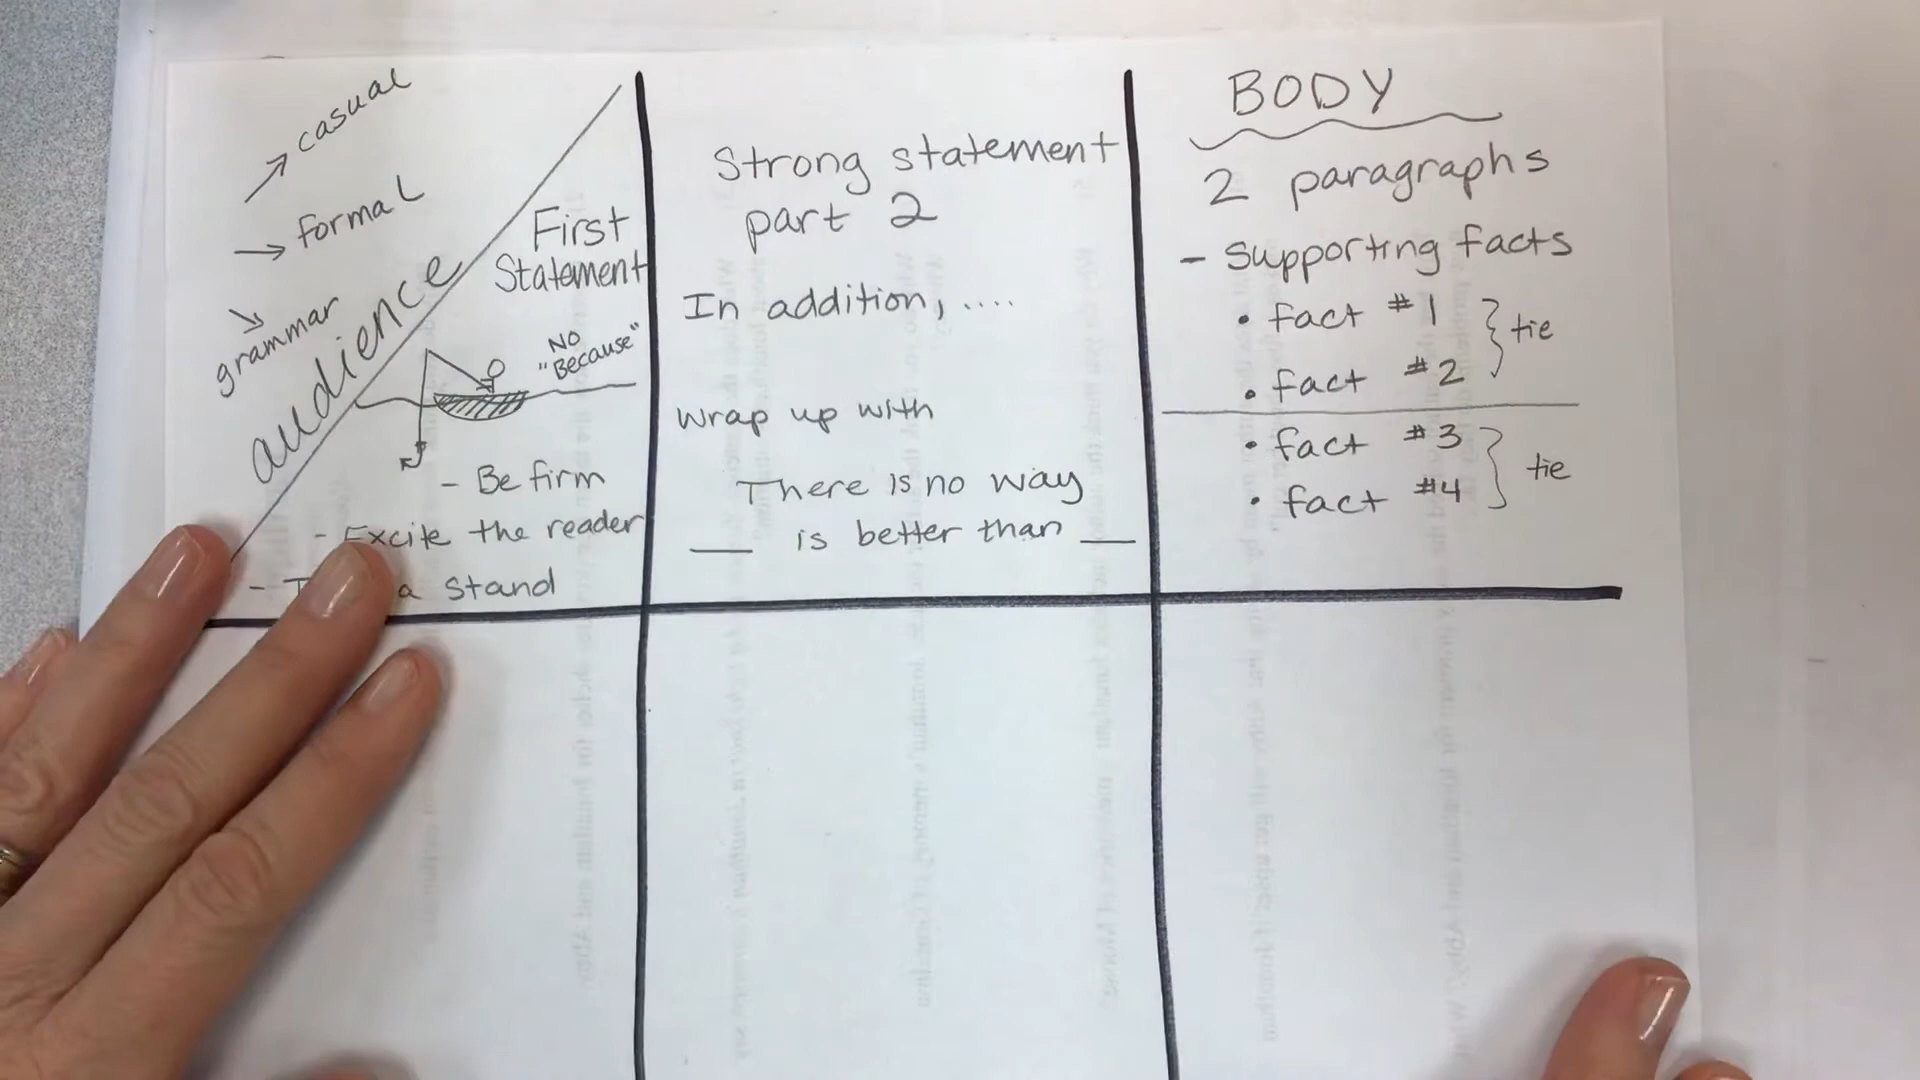 → casual
→ formal
→ grammar
audience
First
Statement
NO
"Because"
- Be firm
- Excite the reader
- T a stand
Strong statement
part 2
In addition, ....
Wrap up with
There is no way
___ is better than ___
BODY
2 paragraphs
- Supporting facts
• fact #1
• fact #2
tie
• fact #3
• fact #4
tie